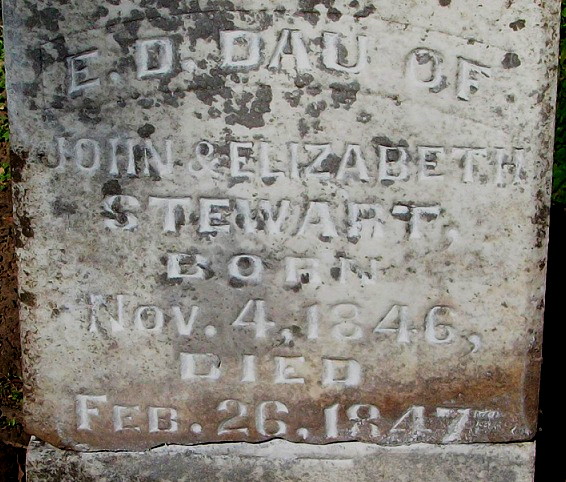 E. D. DAU OF
JOHN & ELIZABETH
STEWART,
BORN
NOV. 4, 1846,
DIED
FEB. 26, 1847